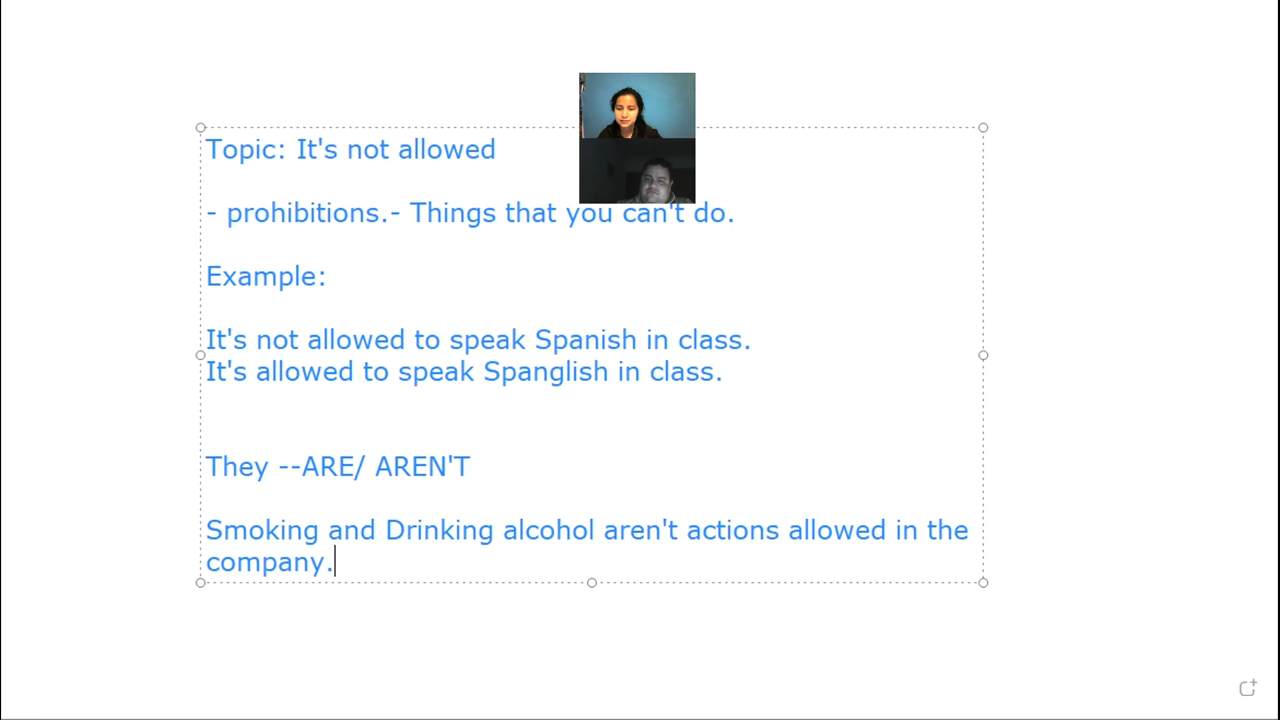 Topic: It's not allowed
- prohibitions.- Things that you can't do.
Example:
It's not allowed to speak Spanish in class.
It's allowed to speak Spanglish in class.
They --ARE/ AREN'T
Smoking and Drinking alcohol aren't actions allowed in the
company.